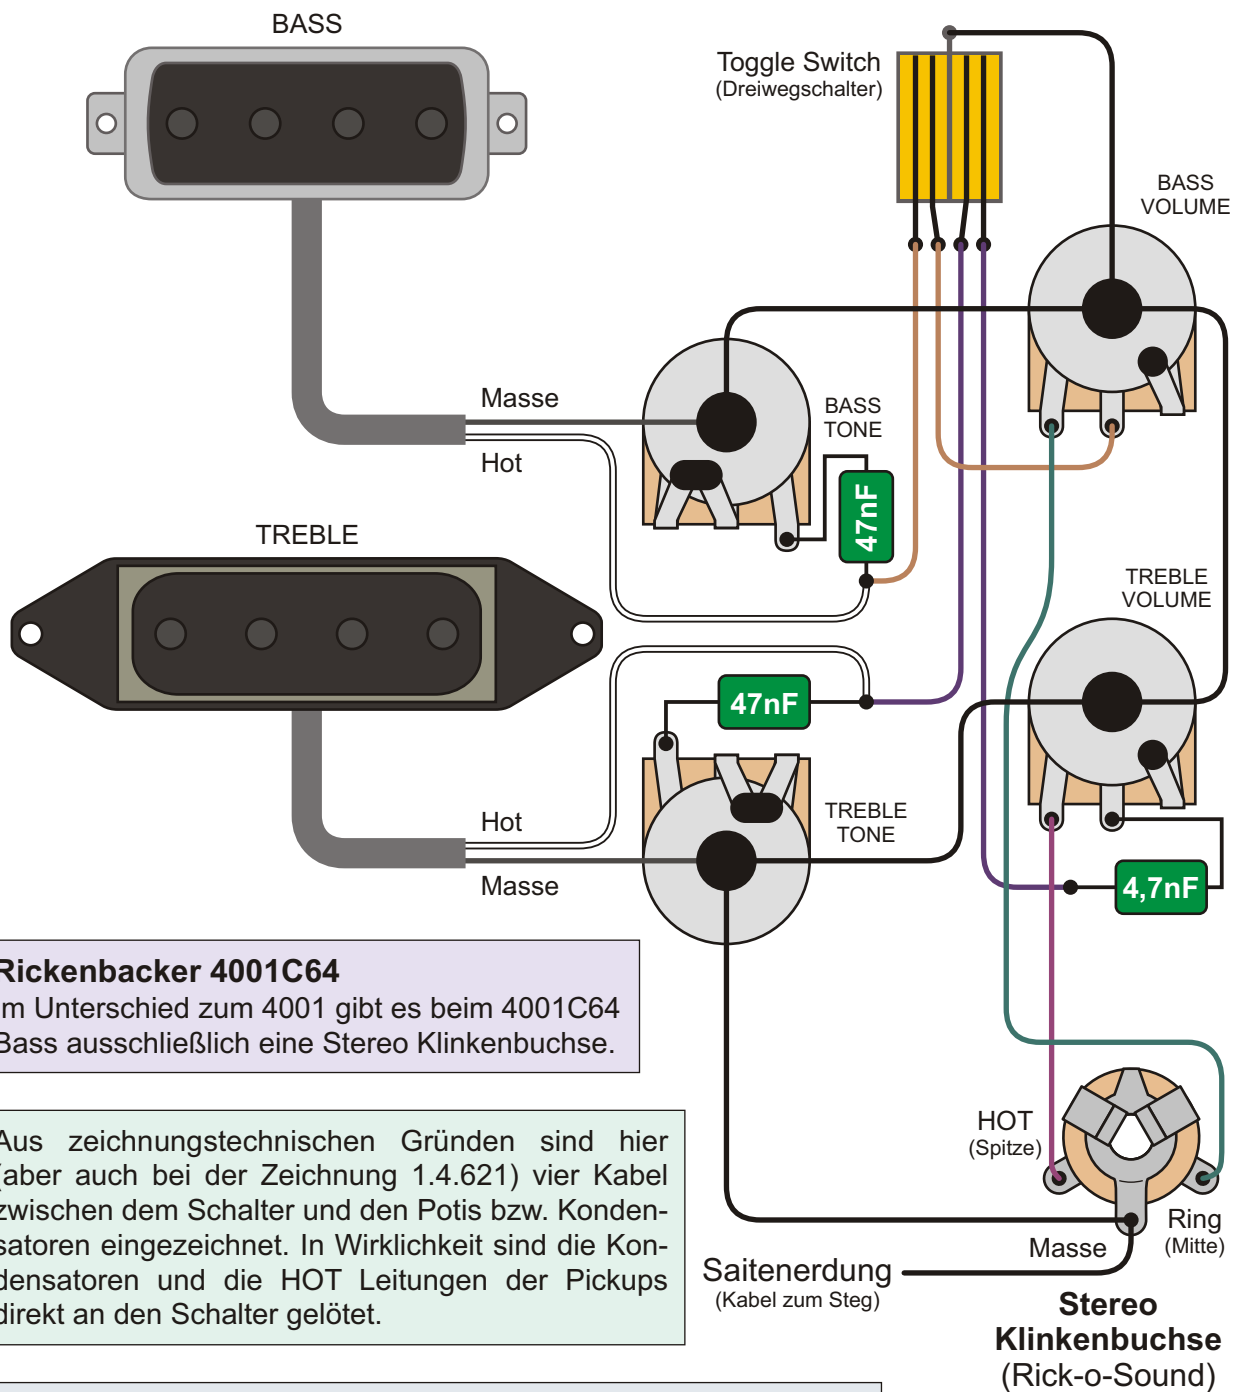 BASS
Toggle Switch
(Dreiwegschalter)
BASS
VOLUME
Masse
Hot
BASS
TONE
47nF
TREBLE
TREBLE
VOLUME
47nF
Hot
Masse
TREBLE
TONE
4,7nF
Rickenbacker 4001C64
Im Unterschied zum 4001 gibt es beim 4001C64
Bass ausschließlich eine Stereo Klinkenbuchse.
Aus zeichnungstechnischen Gründen sind hier
(aber auch bei der Zeichnung 1.4.621) vier Kabel
zwischen dem Schalter und den Potis bzw. Konden-
satoren eingezeichnet. In Wirklichkeit sind die Kon-
densatoren und die HOT Leitungen der Pickups
direkt an den Schalter gelötet.
HOT
(Spitze)
Ring
(Mitte)
Masse
Saitenerdung
(Kabel zum Steg)
Stereo
Klinkenbuchse
(Rick-o-Sound)